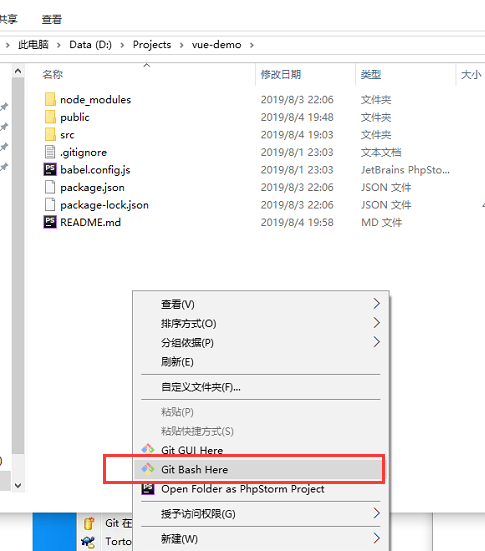 共享 查看
此电脑 > Data (D:) > Projects > vue-demo >
名称 修改日期 类型 大小
node_modules 2019/8/3 22:06 文件夹
public 2019/8/4 19:48 文件夹
src 2019/8/4 19:03 文件夹
.gitignore 2019/8/1 23:03 文本文档
babel.config.js 2019/8/1 23:03 JetBrains PhpSto...
package.json 2019/8/3 22:06 JSON 文件
package-lock.json 2019/8/3 22:06 JSON 文件 4
README.md 2019/8/4 19:58 MD 文件
查看(V)
排序方式(O)
分组依据(P)
刷新(E)
自定义文件夹(F)...
粘贴(P)
粘贴快捷方式(S)
Git GUI Here
Git Bash Here
Open Folder as PhpStorm Project
授予访问权限(G)
新建(W)
Git 在
Torto